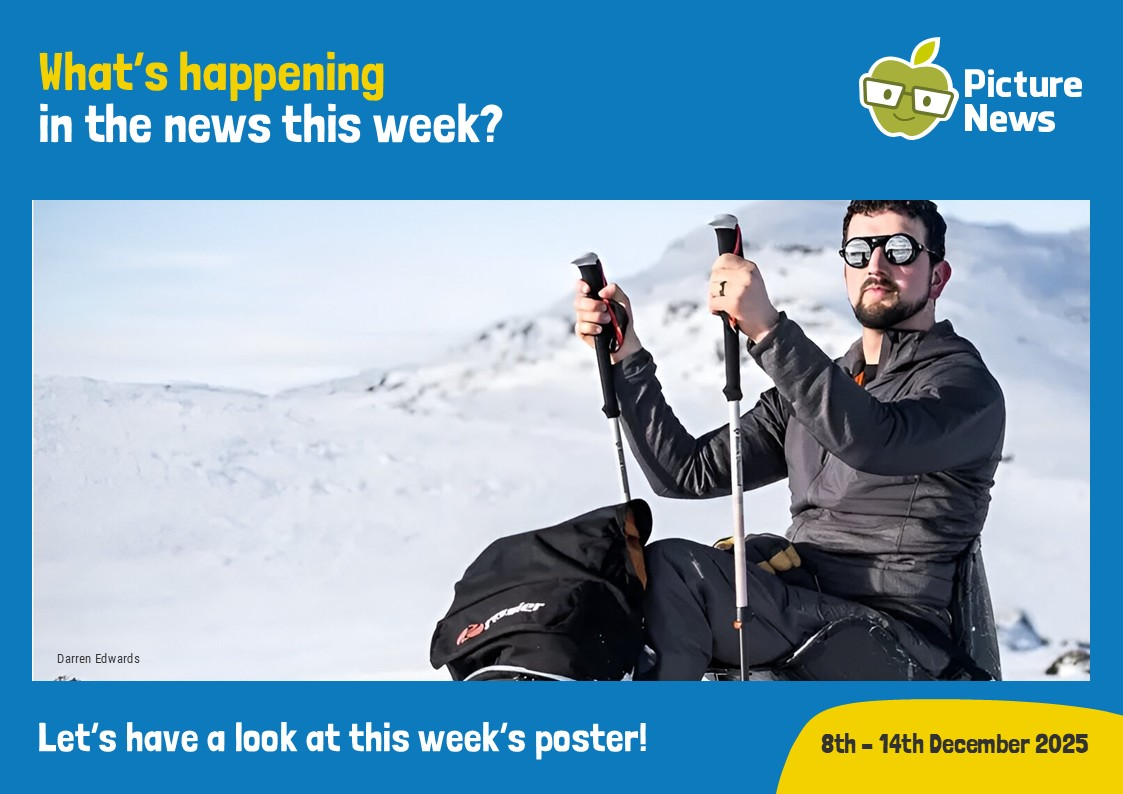 What's happening
in the news this week?
Picture
News
Darren Edwards
Let's have a look at this week's poster!
8th – 14th December 2025